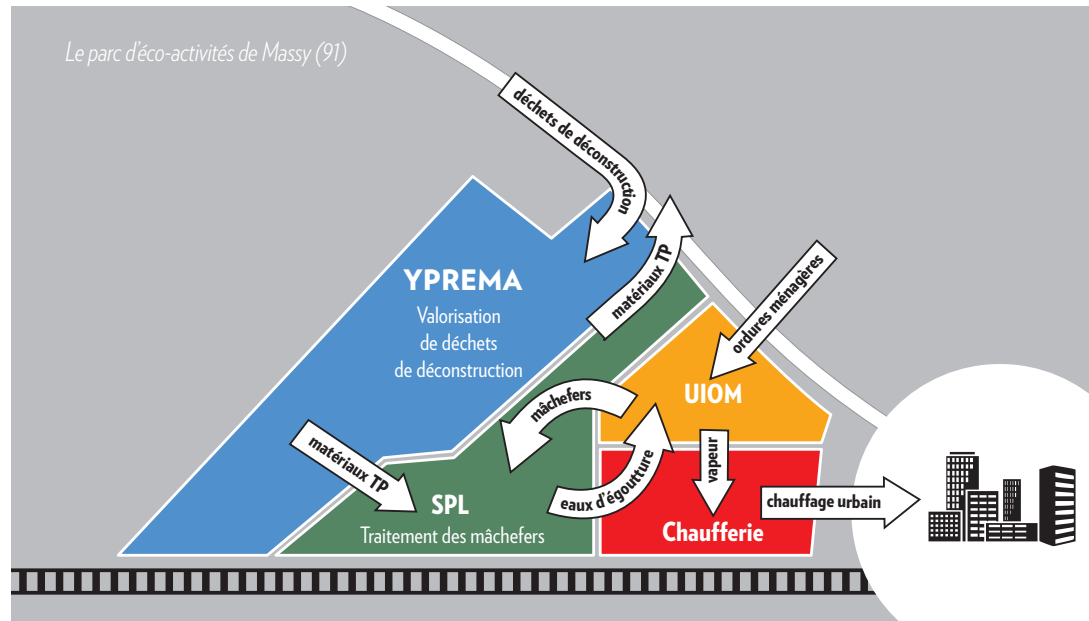 Le parc d'éco-activités de Massy (91)
déchets de déconstruction
YPREMA
Valorisation
de déchets
de déconstruction
matériaux TP
ordures ménagères
UIOM
mâchefers
matériaux TP
vapeur
eaux d'égoutture
SPL
Traitement des mâchefers
chauffage urbain
Chaufferie